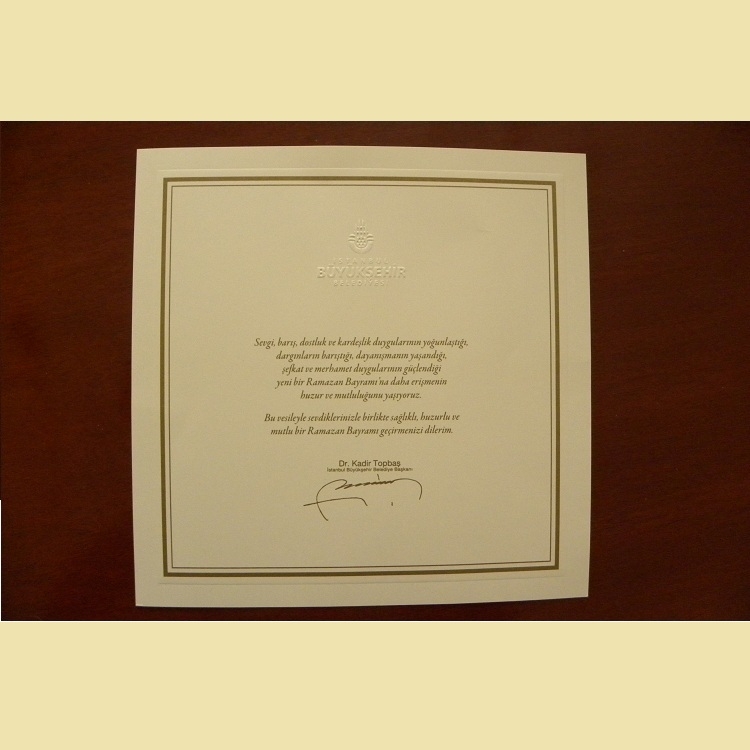 İSTANBUL
BÜYÜKŞEHİR
BELEDİYESİ
Sevgi, barış, dostluk ve kardeşlik duygularının yoğunlaştığı,
dargınların barıştığı, dayanışmanın yaşandığı,
şefkat ve merhamet duygularının güçlendiği
yeni bir Ramazan Bayramı'na daha erişmenin
huzur ve mutluluğunu yaşıyoruz.
Bu vesileyle sevdiklerinizle birlikte sağlıklı, huzurlu ve
mutlu bir Ramazan Bayramı geçirmenizi dilerim.
Dr. Kadir Topbaş
İstanbul Büyükşehir Belediye Başkanı